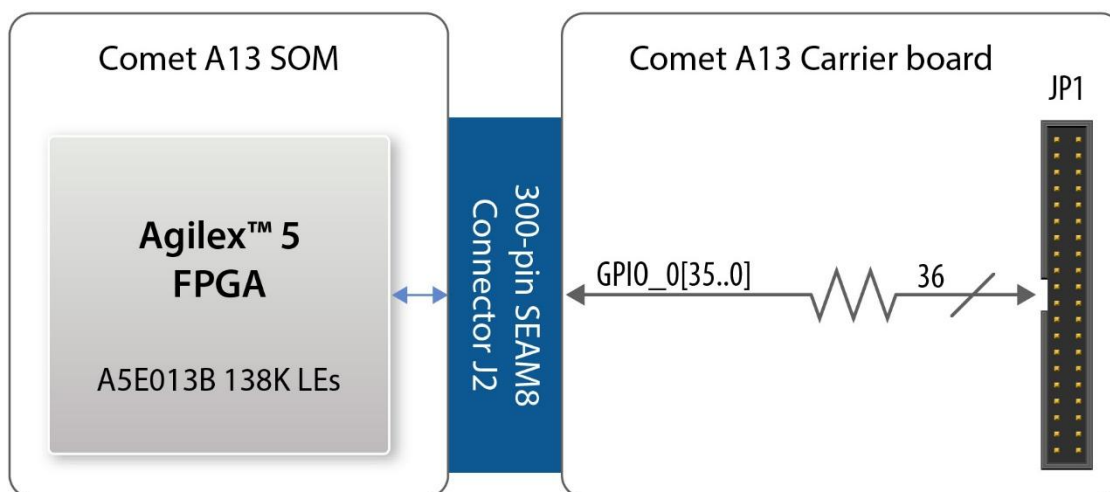 Comet A13 SOM
Agilex™ 5
FPGA
A5E013B 138K LEs
300-pin SEAM8
Connector J2
Comet A13 Carrier board
JP1
GPIO_0[35..0]
36